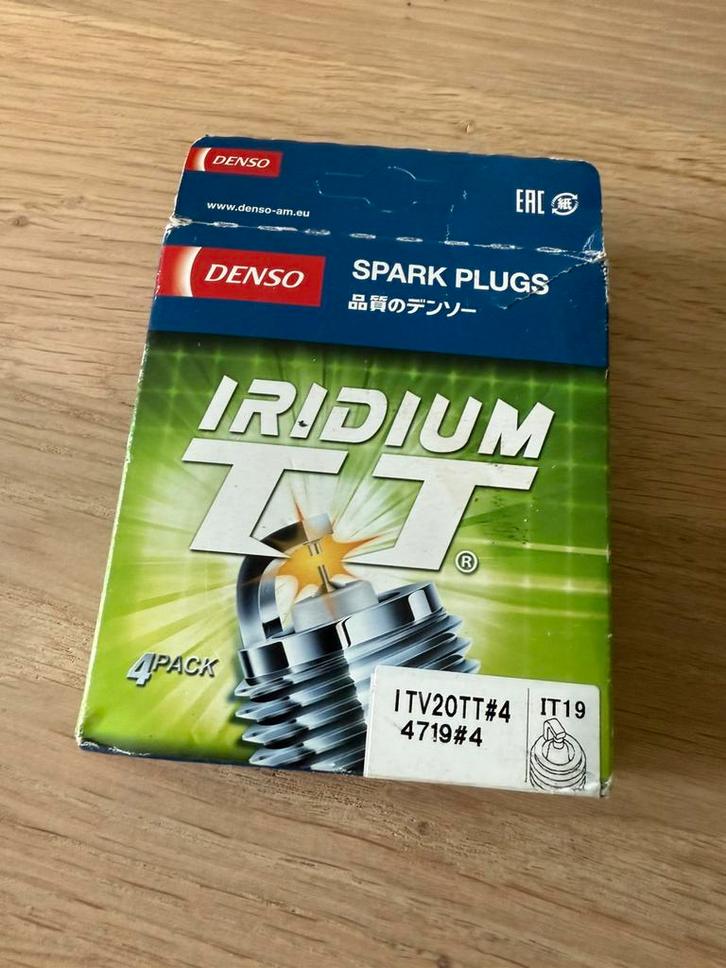 DENSO
www.denso-am.eu
EAC 紙
DENSO
SPARK PLUGS
品質のデンソー
IRIDIUM
TT®
4PACK
ITV20TT#4
4719#4
IT19